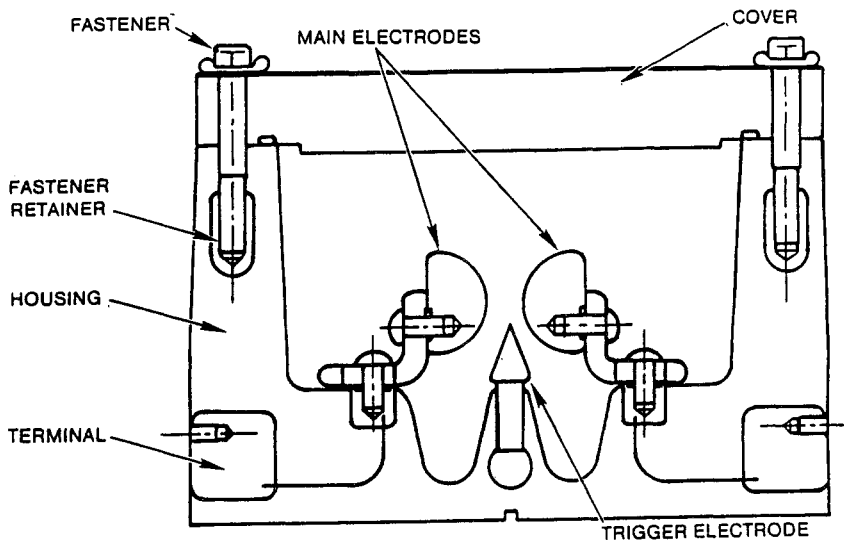 FASTENER
MAIN ELECTRODES
COVER
FASTENER
RETAINER
HOUSING
TERMINAL
TRIGGER ELECTRODE